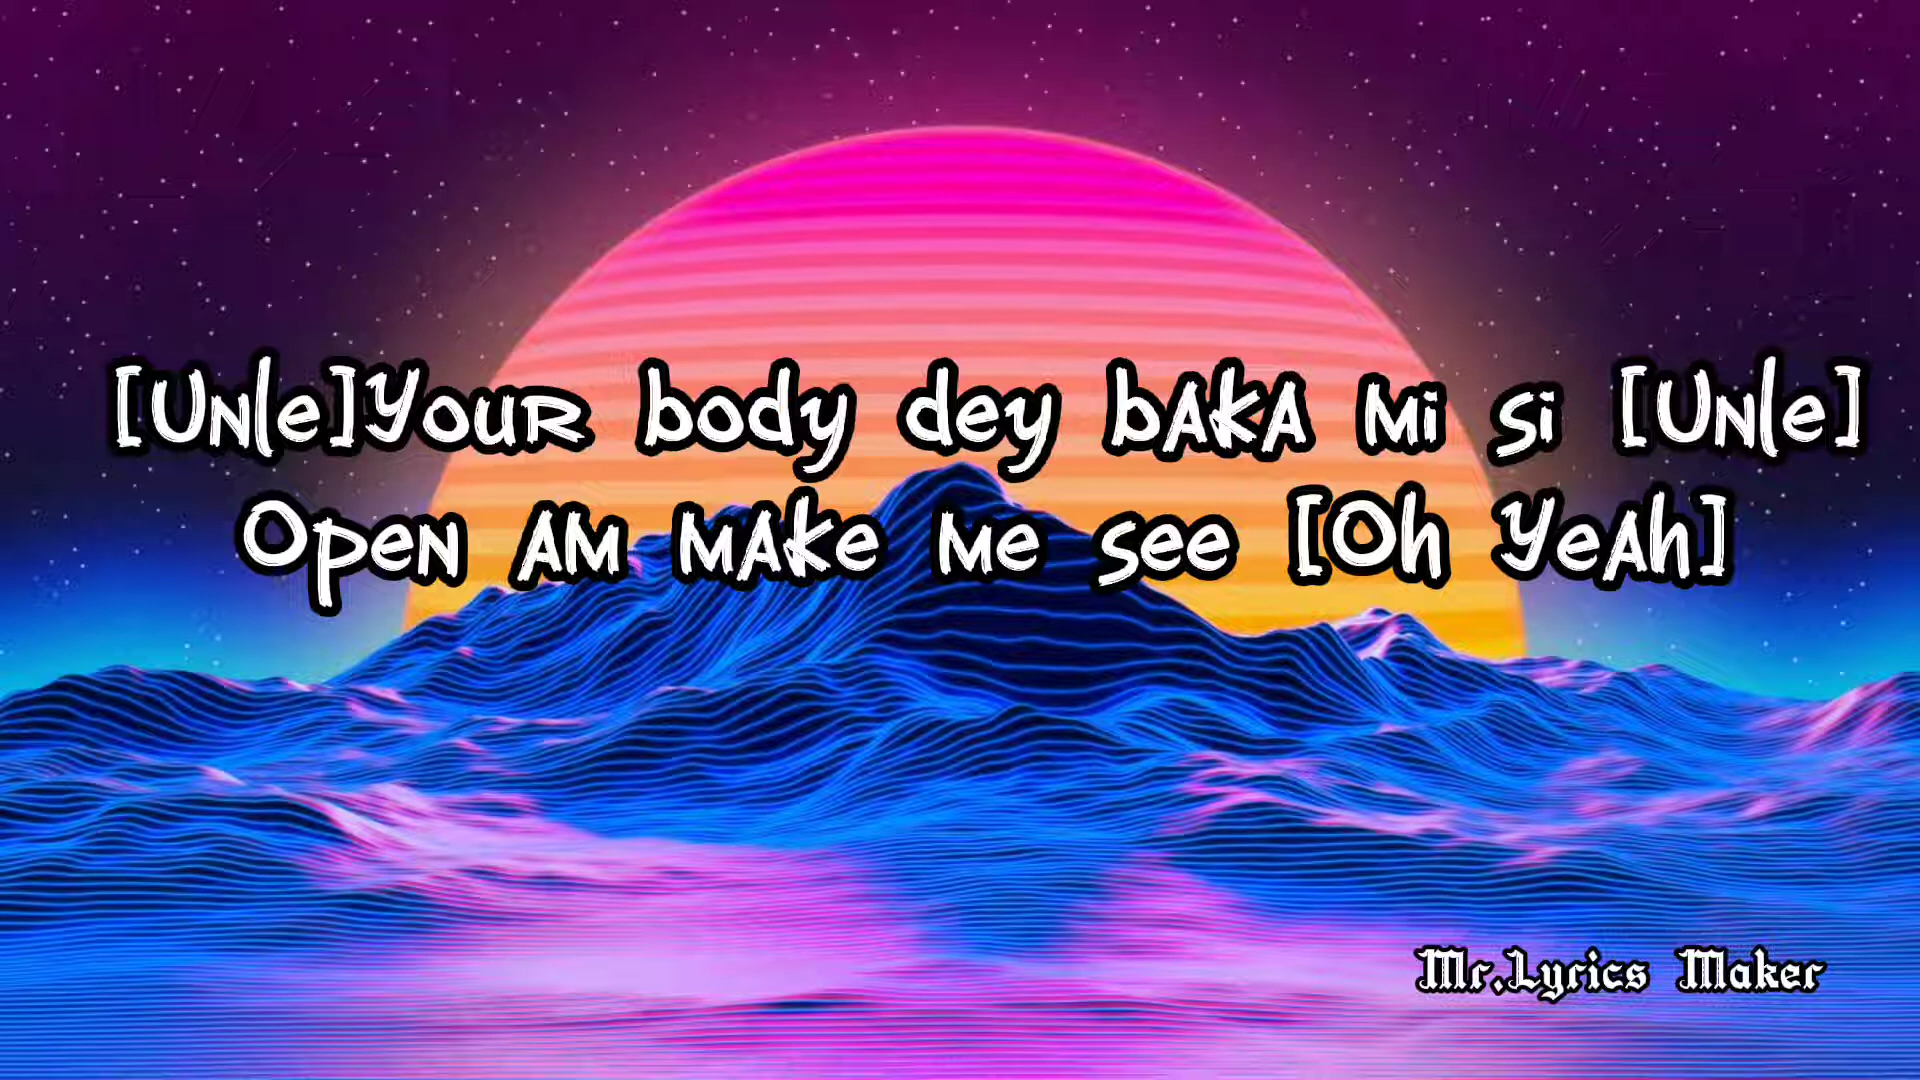 [Unle]Your body dey baka mi si [Unle]
Open am make me see [Oh Yeah]
Mr.Lyrics Maker